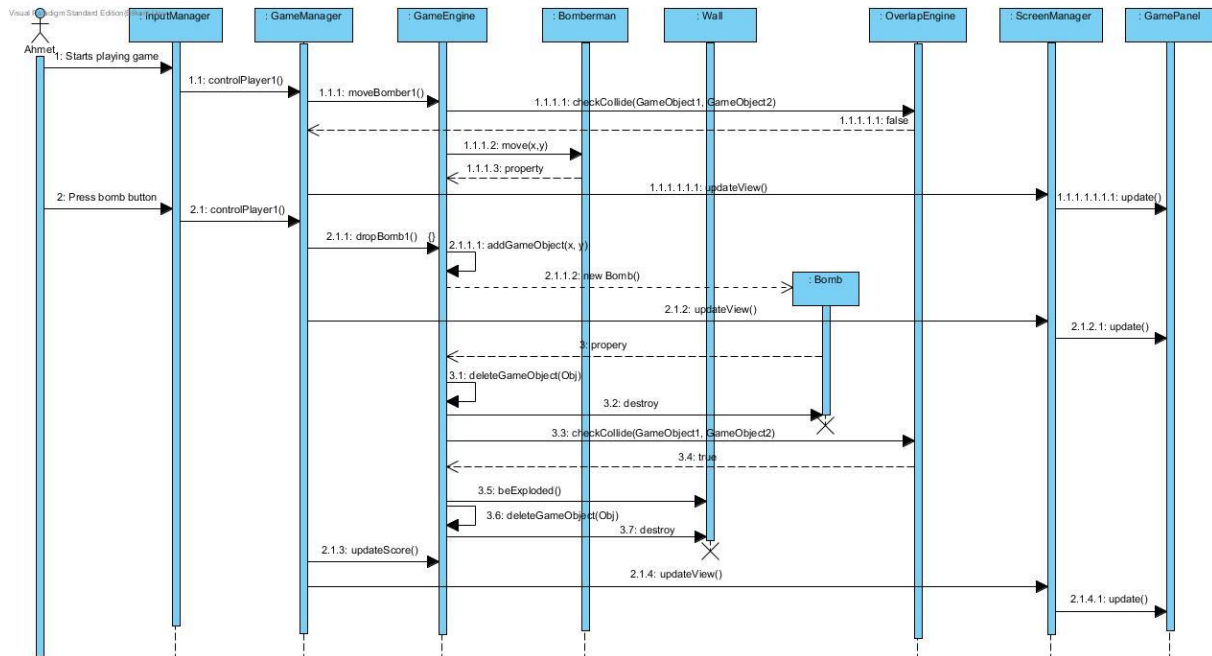 Visual Paradigm Standard Edition
: InputManager
: GameManager
: GameEngine
: Bomberman
: Wall
: OverlapEngine
: ScreenManager
: GamePanel
Ahmet
1: Starts playing game
1.1: controlPlayer1()
1.1.1: moveBomber1()
1.1.1.1: checkCollide(GameObject1, GameObject2)
1.1.1.1.1: false
1.1.1.2: move(x,y)
1.1.1.3: property
1.1.1.1.1.1: updateView()
1.1.1.1.1.1.1: update()
2: Press bomb button
2.1: controlPlayer1()
2.1.1: dropBomb1() {}
2.1.1.1: addGameObject(x, y)
2.1.1.2: new Bomb()
: Bomb
2.1.2: updateView()
2.1.2.1: update()
3: propery
3.1: deleteGameObject(Obj)
3.2: destroy
3.3: checkCollide(GameObject1, GameObject2)
3.4: true
3.5: beExploded()
3.6: deleteGameObject(Obj)
3.7: destroy
2.1.3: updateScore()
2.1.4: updateView()
2.1.4.1: update()